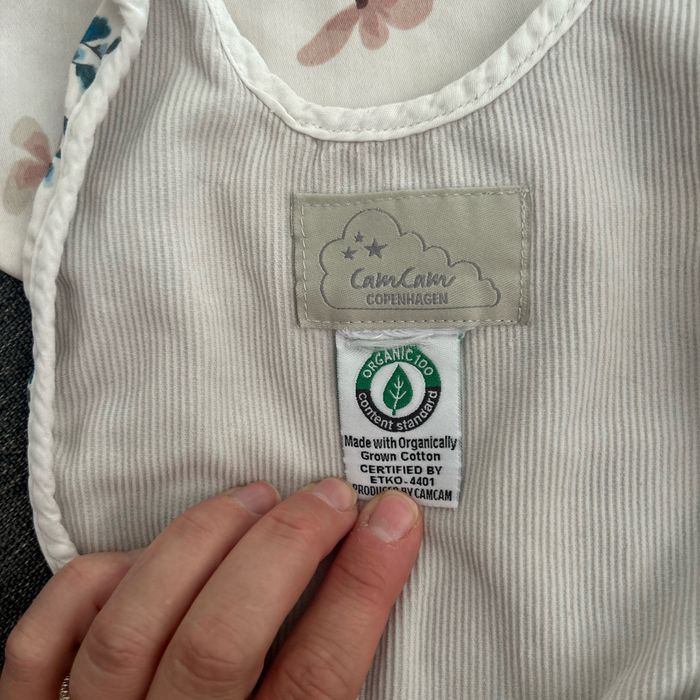 CamCam
COPENHAGEN
ORGANIC 100
content standard
Made with Organically
Grown Cotton
CERTIFIED BY
ETKO-4401
PRODUCED BY CAMCAM